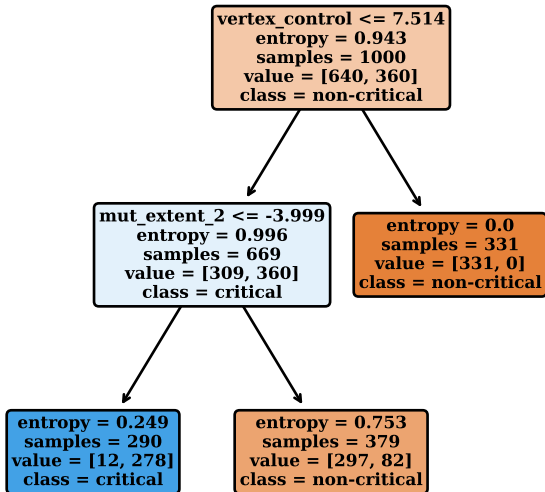 vertex_control <= 7.514
entropy = 0.943
samples = 1000
value = [640, 360]
class = non-critical
mut_extent_2 <= -3.999
entropy = 0.996
samples = 669
value = [309, 360]
class = critical
entropy = 0.0
samples = 331
value = [331, 0]
class = non-critical
entropy = 0.249
samples = 290
value = [12, 278]
class = critical
entropy = 0.753
samples = 379
value = [297, 82]
class = non-critical